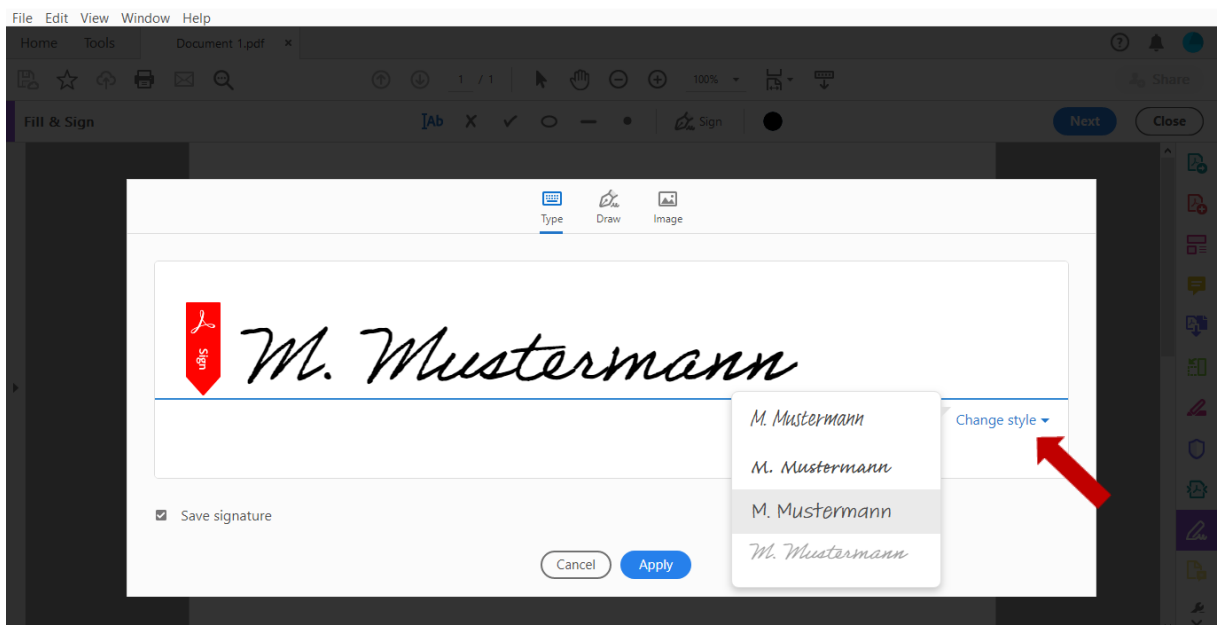 File Edit View Window Help
Home Tools Document 1.pdf ×
1 / 1 100% Share
Fill & Sign Ab Sign Next Close
Type Draw Image
Sign
M. Mustermann
Change style
M. Mustermann
M. Mustermann
M. Mustermann
M. Mustermann
Save signature
Cancel Apply